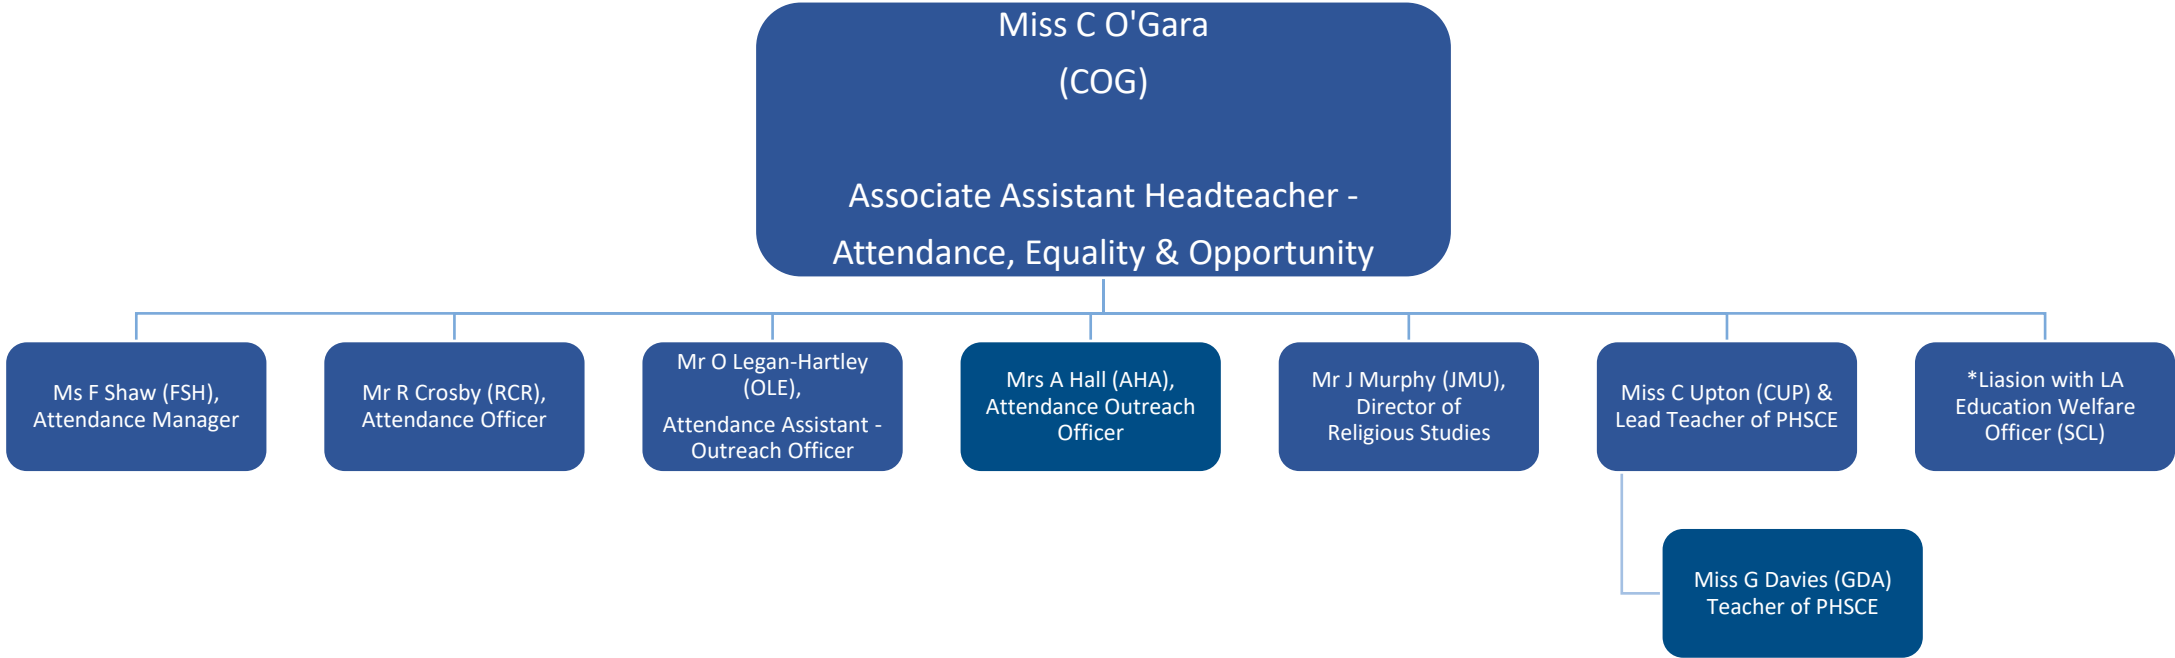 Miss C O'Gara
(COG)
Associate Assistant Headteacher -
Attendance, Equality & Opportunity
Ms F Shaw (FSH),
Attendance Manager
Mr R Crosby (RCR),
Attendance Officer
Mr O Legan-Hartley
(OLE),
Attendance Assistant -
Outreach Officer
Mrs A Hall (AHA),
Attendance Outreach
Officer
Mr J Murphy (JMU),
Director of
Religious Studies
Miss C Upton (CUP) &
Lead Teacher of PHSCE
*Liasion with LA
Education Welfare
Officer (SCL)
Miss G Davies (GDA)
Teacher of PHSCE